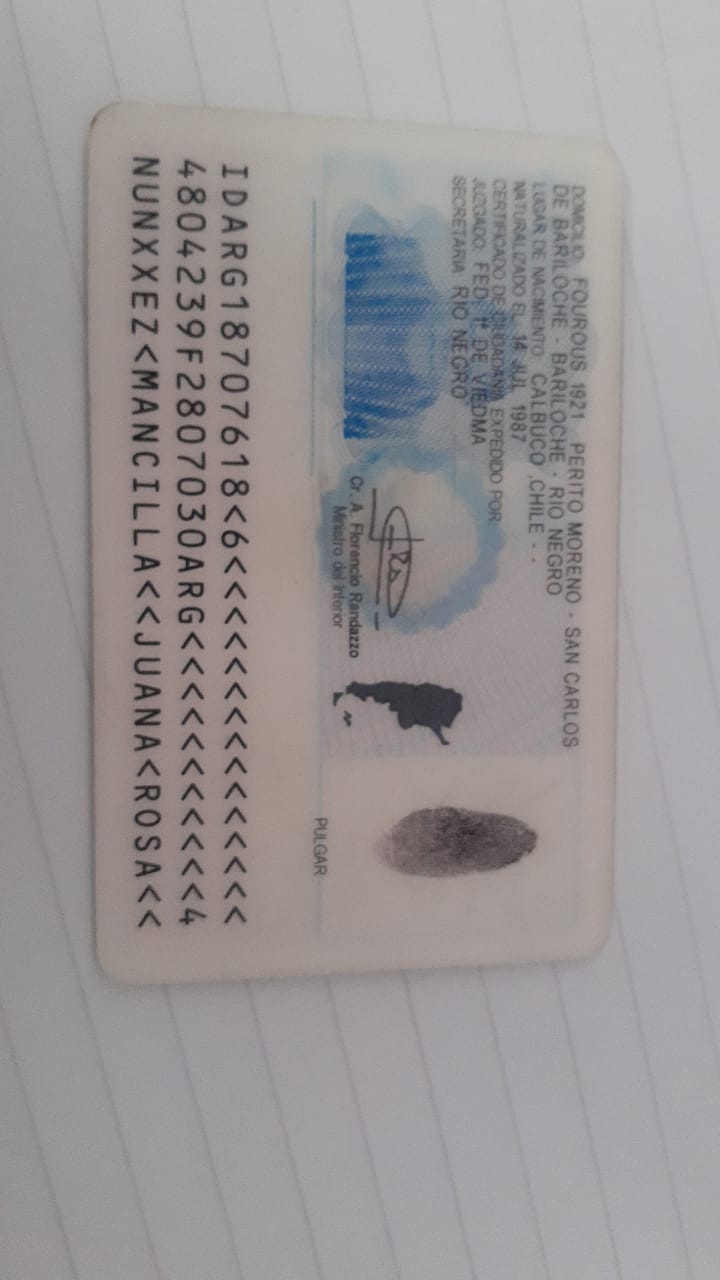 DOMICILIO: FOUROUS 1921 PERITO MORENO - SAN CARLOS
DE BARILOCHE - BARILOCHE - RIO NEGRO
LUGAR DE NACIMIENTO CALBUCO ,CHILE - -
NATURALIZADO EL 14 JUL 1987
CERTIFICADO DE CIUDADANIA EXPEDIDO POR
JUZGADO FED 1ª DE VIEDMA
SECRETARIA RIO NEGRO
Cr. A. Florencio Randazzo
Ministro del Interior
PULGAR
IDARG18707618<6<<<<<<<<<<<<<<<
4804239F2807030ARG<<<<<<<<<<<4
NUNXXEZ<MANCILLA<<JUANA<ROSA<<